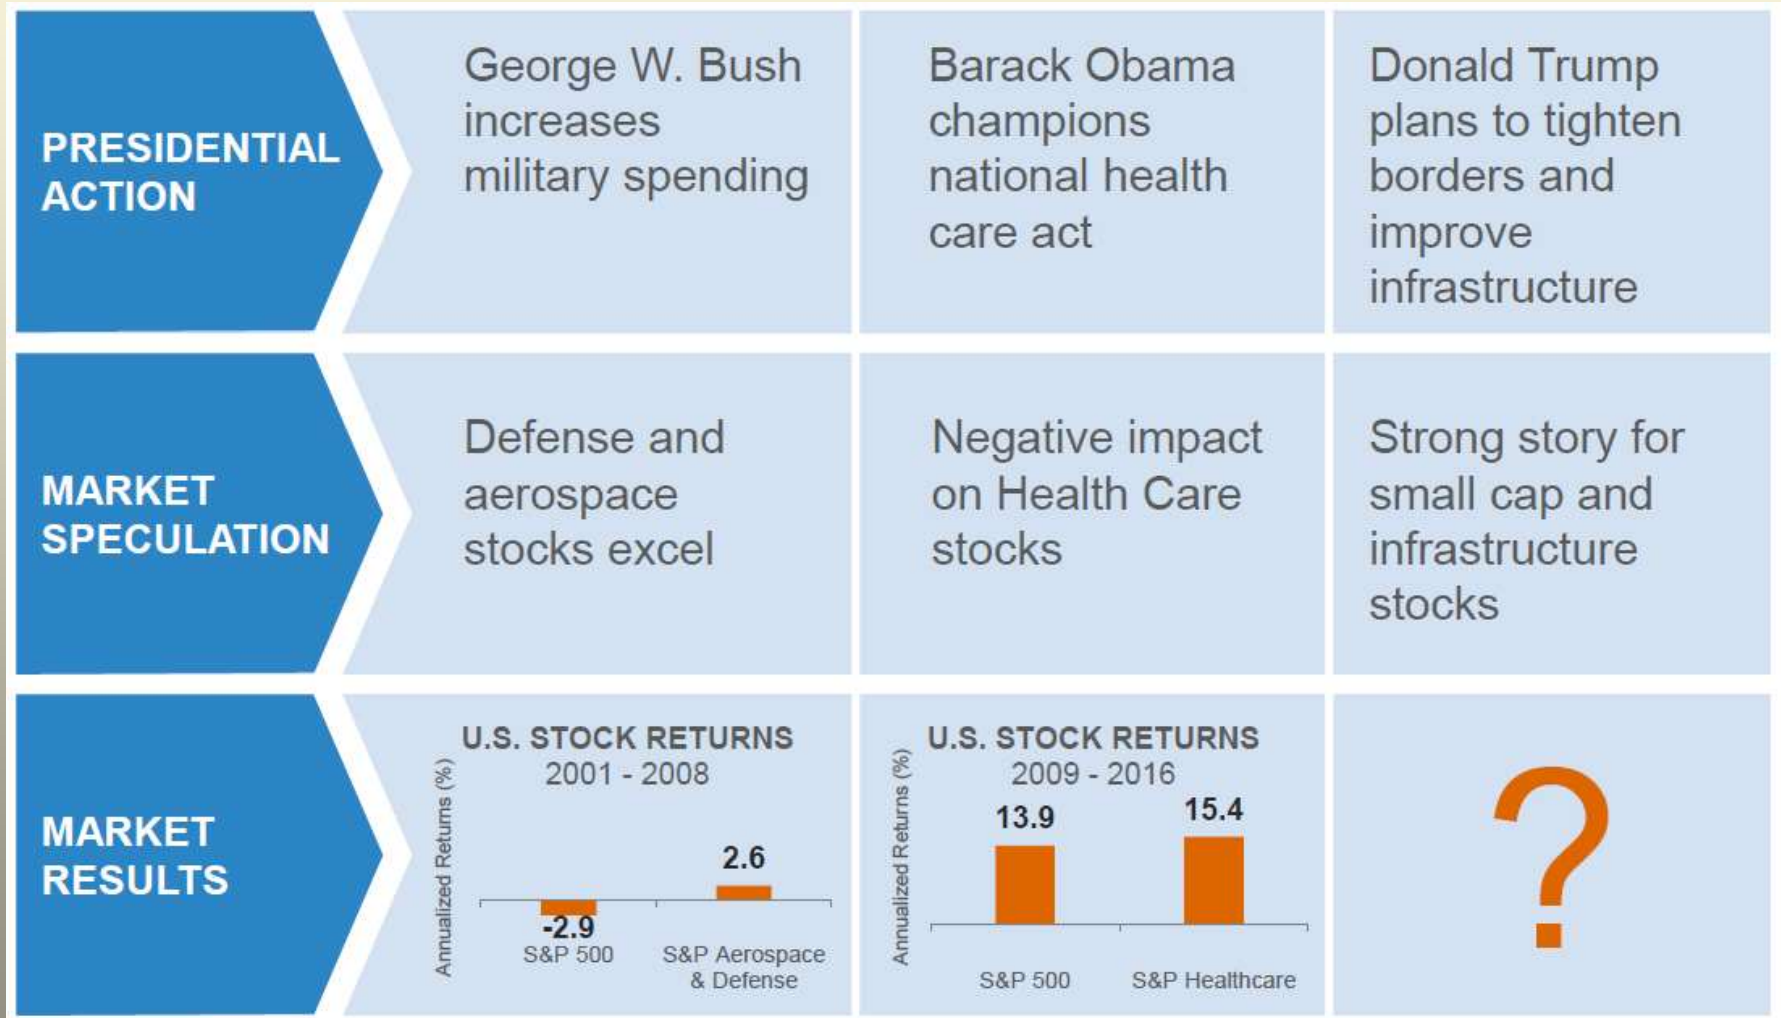 PRESIDENTIAL
ACTION
George W. Bush
increases
military spending
Barack Obama
champions
national health
care act
Donald Trump
plans to tighten
borders and
improve
infrastructure
MARKET
SPECULATION
Defense and
aerospace
stocks excel
Negative impact
on Health Care
stocks
Strong story for
small cap and
infrastructure
stocks
MARKET
RESULTS
U.S. STOCK RETURNS
2001 - 2008
Annualized Returns (%)
-2.9
2.6
S&P 500
S&P Aerospace
& Defense
U.S. STOCK RETURNS
2009 - 2016
Annualized Returns (%)
13.9
15.4
S&P 500
S&P Healthcare
?